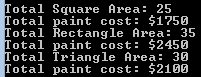 Total Square Area: 25
Total paint cost: $1750
Total Rectangle Area: 35
Total paint cost: $2450
Total Triangle Area: 30
Total paint cost: $2100